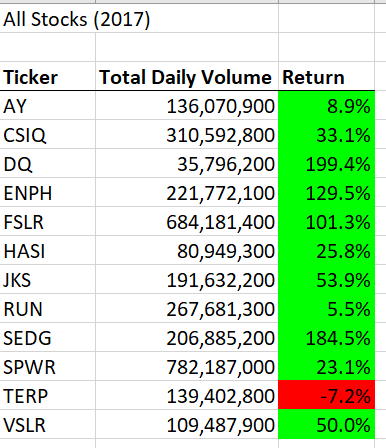 All Stocks (2017)
Ticker Total Daily Volume Return
AY 136,070,900 8.9%
CSIQ 310,592,800 33.1%
DQ 35,796,200 199.4%
ENPH 221,772,100 129.5%
FSLR 684,181,400 101.3%
HASI 80,949,300 25.8%
JKS 191,632,200 53.9%
RUN 267,681,300 5.5%
SEDG 206,885,200 184.5%
SPWR 782,187,000 23.1%
TERP 139,402,800 -7.2%
VSLR 109,487,900 50.0%